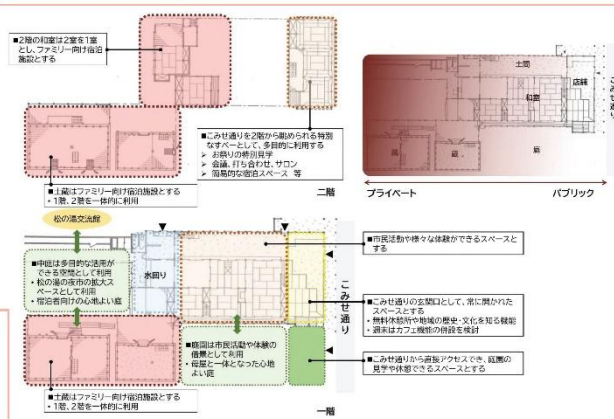 ■2階の和室は2室を1室
とし、ファミリー向け宿泊
施設とする
■こみせ通りを2階から眺められる特別
なすぺーとして、多目的に利用する
➢ お祭りの特別見学
➢ 会議、打ち合わせ、サロン
➢ 簡易的な宿泊スペース 等
■土蔵はファミリー向け宿泊施設とする
・1階、2階を一体的に利用
二階
土間
店舗
和室
蔵
蔵
庭
こみせ通り
プライベート
パブリック
松の湯交流館
■中庭は多目的な活用が
できる空間として利用
・松の湯の夜市の拡大ス
ペースとして利用
・宿泊者向けの心地よい庭
水回り
■市民活動や様々な体験ができるスペースと
する
■こみせ通りの玄関口として、常に開かれた
スペースとする
・無料休憩所や地域の歴史・文化を知る機能
・週末はカフェ機能の併設を検討
こみせ通り
■庭園は市民活動や体験の
借景として利用
・母屋と一体となった心地
よい庭
■こみせ通りから直接アクセスでき、庭園の
見学や休憩できるスペースとする
■土蔵はファミリー向け宿泊施設とする
・1階、2階を一体的に利用
一階